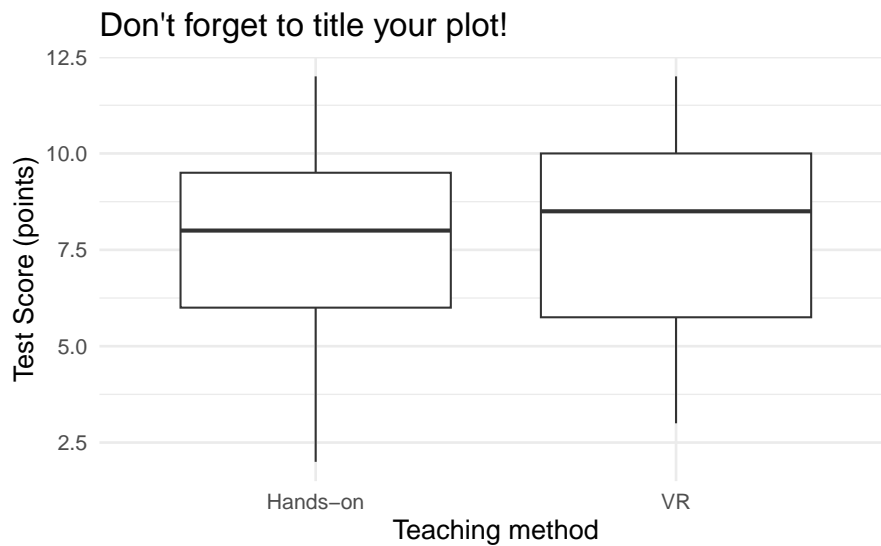 Don't forget to title your plot!
12.5
10.0
7.5
5.0
2.5
Test Score (points)
Hands−on
VR
Teaching method